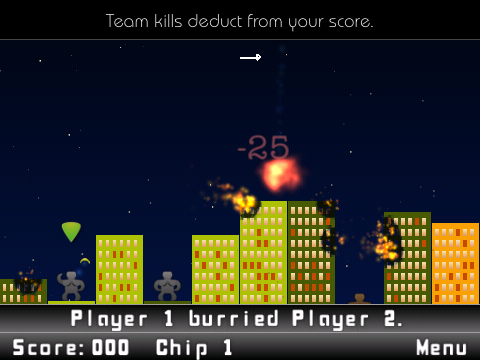 Team kills deduct from your score.
-25
Player 1 burried Player 2.
Score:000 Chip 1 Menu